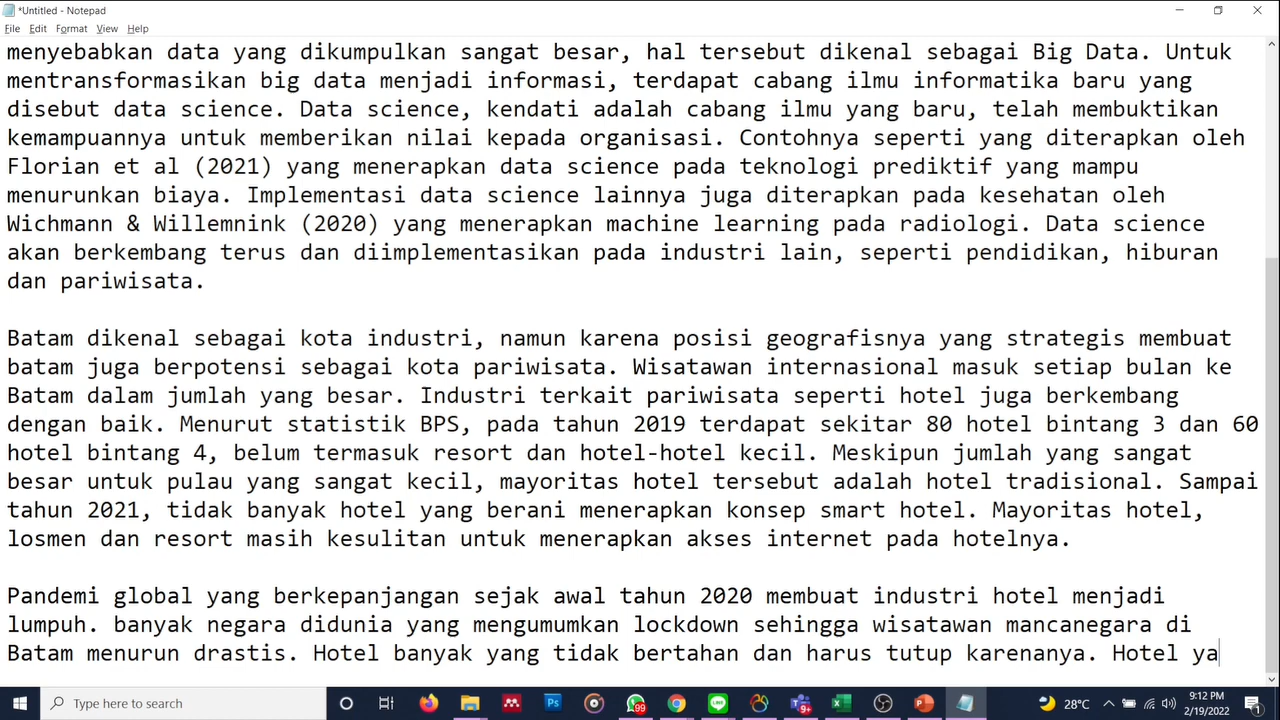 *Untitled - Notepad
File Edit Format View Help
menyebabkan data yang dikumpulkan sangat besar, hal tersebut dikenal sebagai Big Data. Untuk
mentransformasikan big data menjadi informasi, terdapat cabang ilmu informatika baru yang
disebut data science. Data science, kendati adalah cabang ilmu yang baru, telah membuktikan
kemampuannya untuk memberikan nilai kepada organisasi. Contohnya seperti yang diterapkan oleh
Florian et al (2021) yang menerapkan data science pada teknologi prediktif yang mampu
menurunkan biaya. Implementasi data science lainnya juga diterapkan pada kesehatan oleh
Wichmann & Willemnink (2020) yang menerapkan machine learning pada radiologi. Data science
akan berkembang terus dan diimplementasikan pada industri lain, seperti pendidikan, hiburan
dan pariwisata.
Batam dikenal sebagai kota industri, namun karena posisi geografisnya yang strategis membuat
batam juga berpotensi sebagai kota pariwisata. Wisatawan internasional masuk setiap bulan ke
Batam dalam jumlah yang besar. Industri terkait pariwisata seperti hotel juga berkembang
dengan baik. Menurut statistik BPS, pada tahun 2019 terdapat sekitar 80 hotel bintang 3 dan 60
hotel bintang 4, belum termasuk resort dan hotel-hotel kecil. Meskipun jumlah yang sangat
besar untuk pulau yang sangat kecil, mayoritas hotel tersebut adalah hotel tradisional. Sampai
tahun 2021, tidak banyak hotel yang berani menerapkan konsep smart hotel. Mayoritas hotel,
losmen dan resort masih kesulitan untuk menerapkan akses internet pada hotelnya.
Pandemi global yang berkepanjangan sejak awal tahun 2020 membuat industri hotel menjadi
lumpuh. banyak negara didunia yang mengumumkan lockdown sehingga wisatawan mancanegara di
Batam menurun drastis. Hotel banyak yang tidak bertahan dan harus tutup karenanya. Hotel ya
Type here to search
Ps
99
9+
28°C
9:12 PM
2/19/2022
1